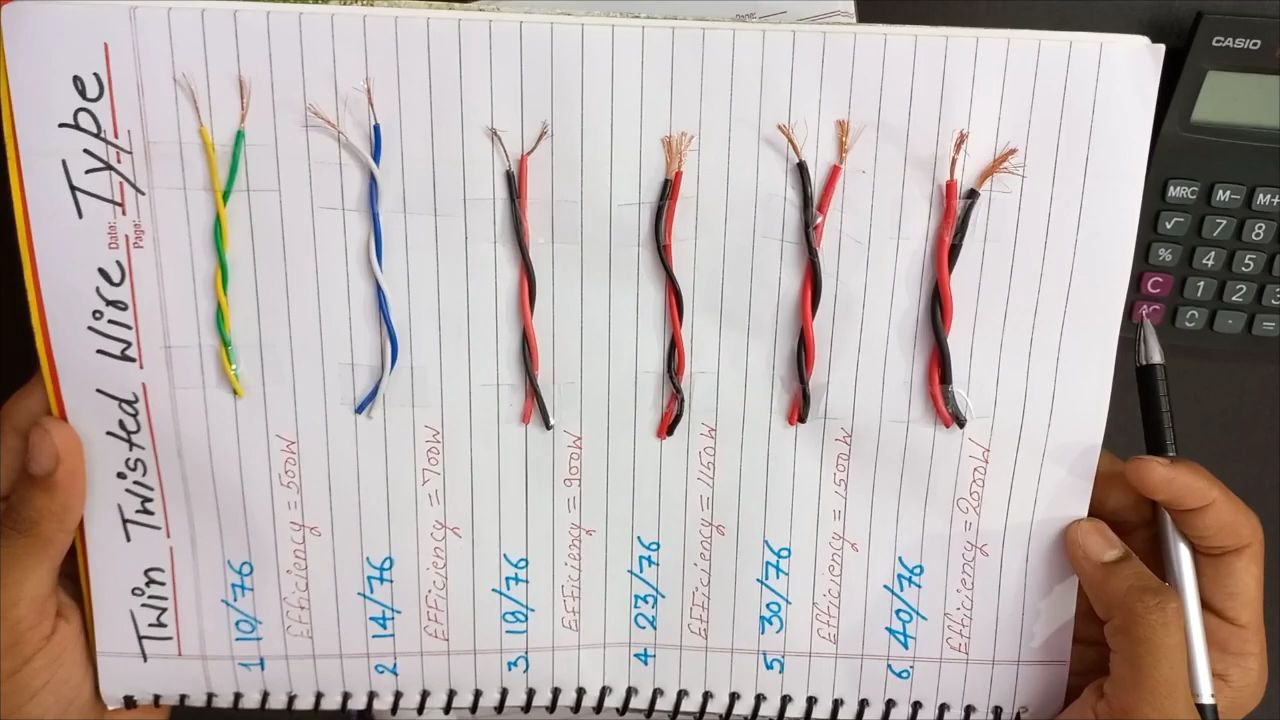 Twin Twisted Wire Type
Date:
Page:
1. 10/76
Efficiency = 500W
2. 14/76
Efficiency = 700W
3. 18/76
Efficiency = 900W
4 23/76
Efficiency = 1150W
5. 30/76
Efficiency = 1500W
6. 40/76
Efficiency = 2000W
CASIO
MRC M− M+
√ 7 8
% 4 5
C 1 2 3
AC 0 · =